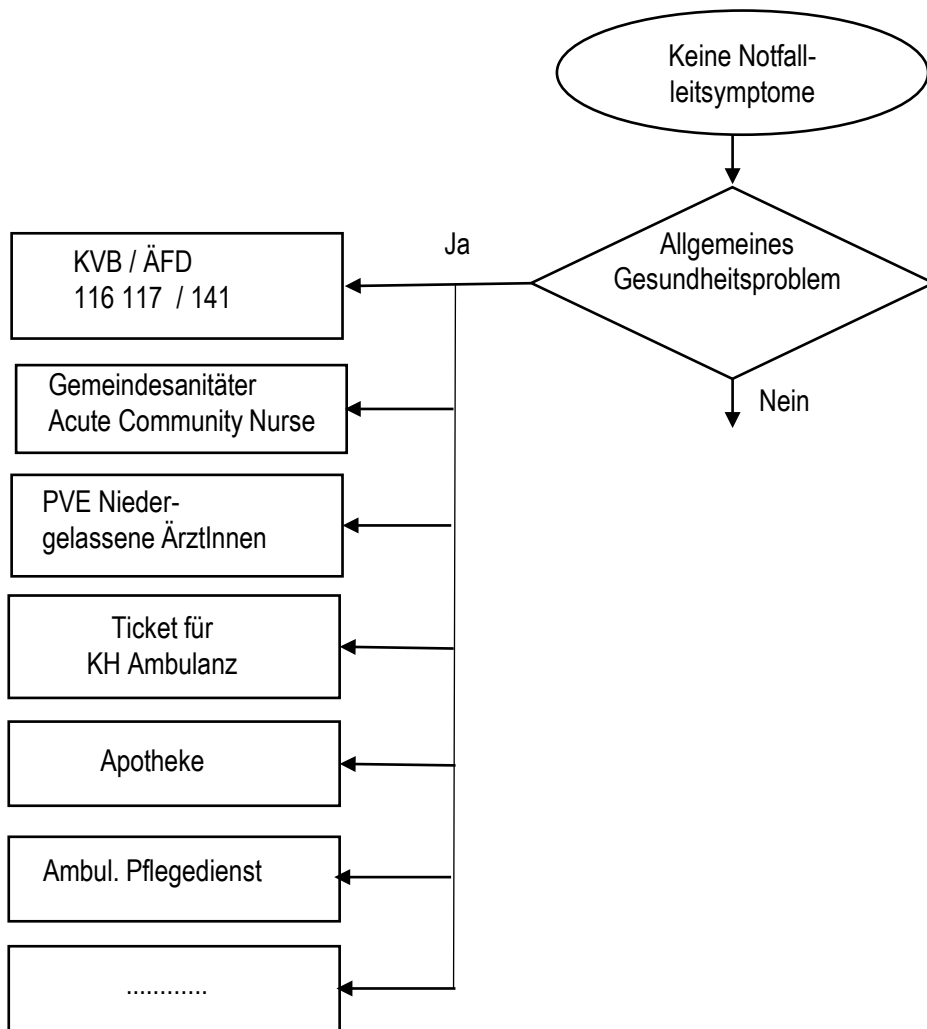 Keine Notfall-
leitsymptome
Allgemeines
Gesundheitsproblem
Ja
Nein
KVB / ÄFD
116 117 / 141
Gemeindesanitäter
Acute Community Nurse
PVE Nieder-
gelassene ÄrztInnen
Ticket für
KH Ambulanz
Apotheke
Ambul. Pflegedienst
............